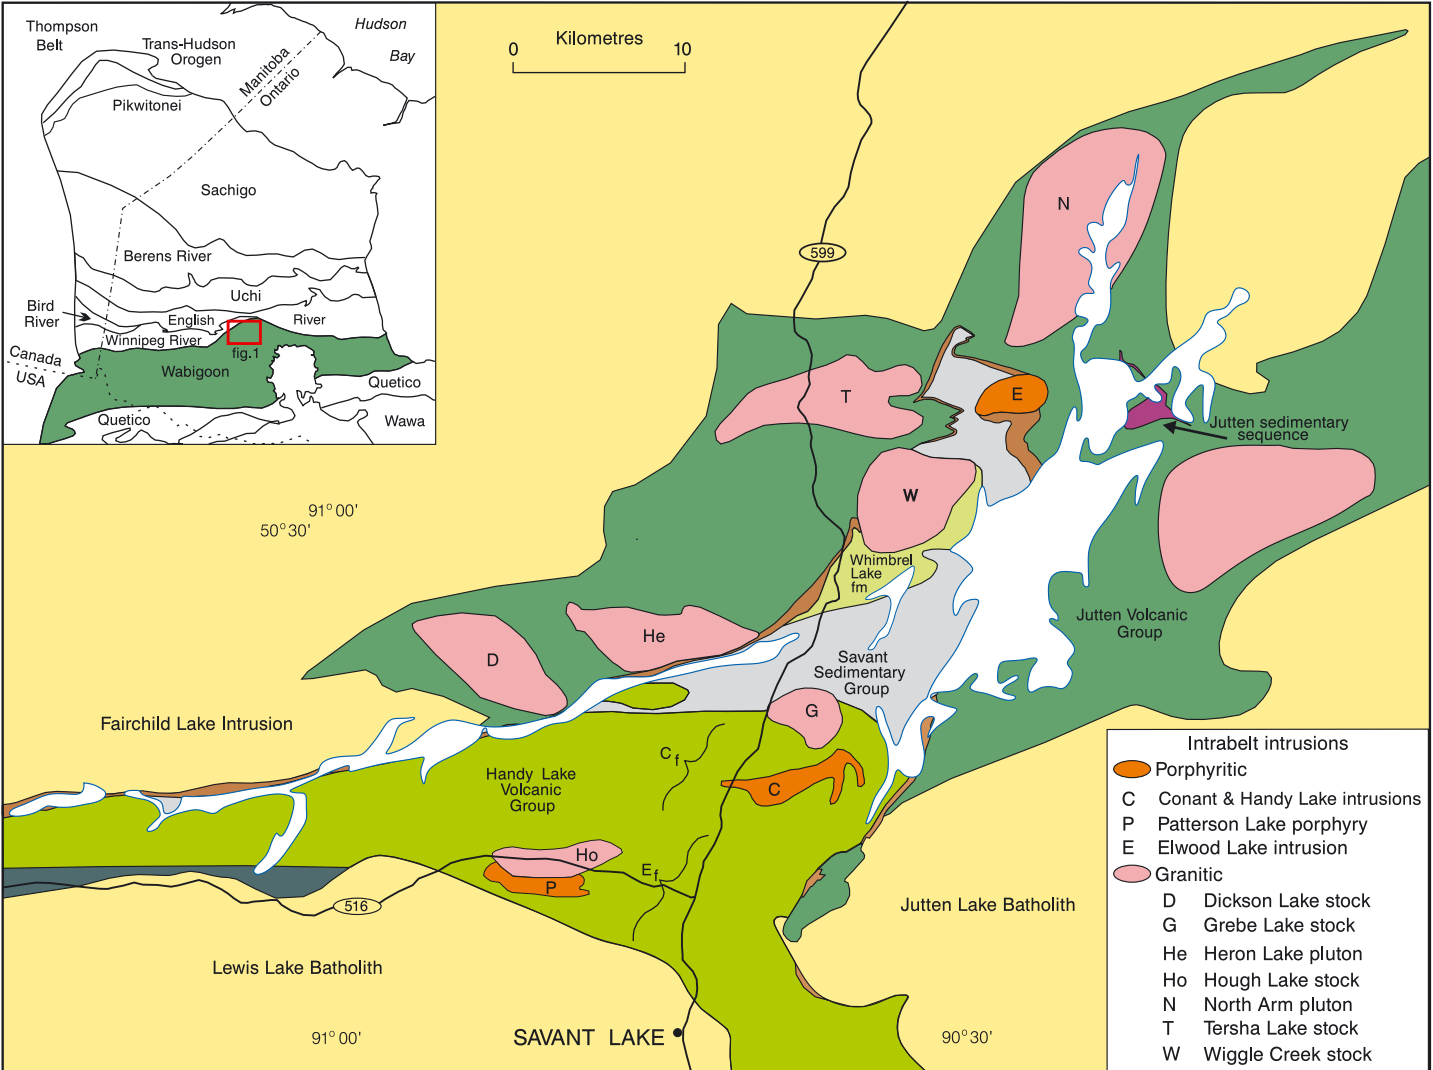 Thompson
Belt
Trans-Hudson
Orogen
Hudson
Bay
Manitoba
Ontario
Pikwitonei
Sachigo
Berens River
Uchi
Bird
River
English
River
Winnipeg River
fig.1
Canada
USA
Wabigoon
Quetico
Quetico
Wawa
Kilometres
0 10
599
N
E
T
W
Jutten sedimentary
sequence
91°00'
50°30'
Whimbrel
Lake
fm
Jutten Volcanic
Group
He
D
Savant
Sedimentary
Group
G
Fairchild Lake Intrusion
Cf
Handy Lake
Volcanic
Group
C
Ho
P
Ef
516
Jutten Lake Batholith
Lewis Lake Batholith
91°00'
SAVANT LAKE
90°30'
Intrabelt intrusions
Porphyritic
C Conant & Handy Lake intrusions
P Patterson Lake porphyry
E Elwood Lake intrusion
Granitic
D Dickson Lake stock
G Grebe Lake stock
He Heron Lake pluton
Ho Hough Lake stock
N North Arm pluton
T Tersha Lake stock
W Wiggle Creek stock